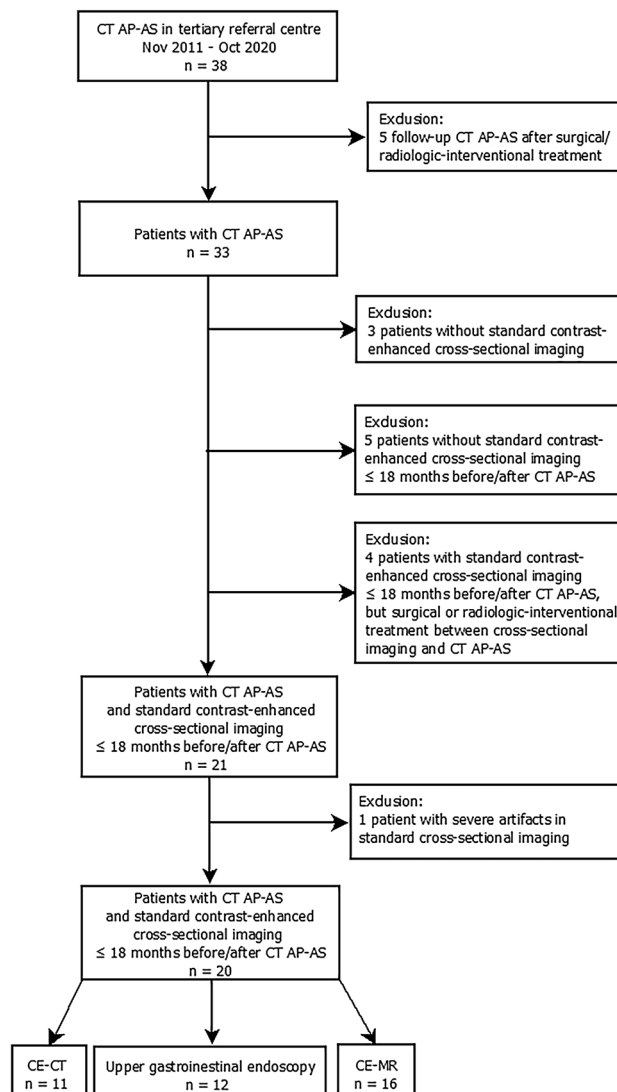 CT AP-AS in tertiary referral centre
Nov 2011 - Oct 2020
n = 38
Exdusion:
5 follow-up CT AP-AS after surgical/
radiologic-interventional treatment
Patients with CT AP-AS
n = 33
Exdusion:
3 patients without standard contrast-
enhanced cross-sectional imaging
Exdusion:
5 patients without standard contrast-
enhanced cross-sectional imaging
≤ 18 months before/after CT AP-AS
Exdusion:
4 patients with standard contrast-
enhanced cross-sectional imaging
≤ 18 months before/after CT AP-AS,
but surgical or radiologic-interventional
treatment between cross-sectional
imaging and CT AP-AS
Patients with CT AP-AS
and standard contrast-enhanced
cross-sectional imaging
≤ 18 months before/after CT AP-AS
n = 21
Exdusion:
1 patient with severe artifacts in
standard cross-sectional imaging
Patients with CT AP-AS
and standard contrast-enhanced
cross-sectional imaging
≤ 18 months before/after CT AP-AS
n = 20
CE-CT
n = 11
Upper gastroinestinal endoscopy
n = 12
CE-MR
n = 16